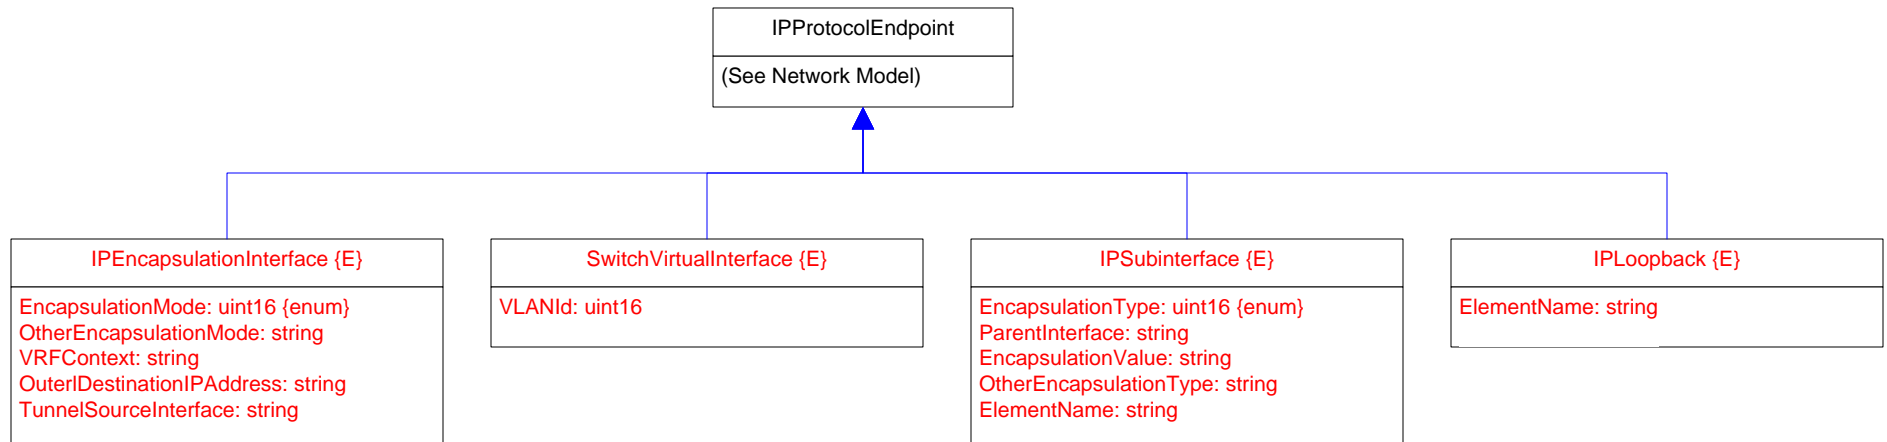 IPProtocolEndpoint
(See Network Model)
IPEncapsulationInterface {E}
EncapsulationMode: uint16 {enum}
OtherEncapsulationMode: string
VRFContext: string
OuterlDestinationIPAddress: string
TunnelSourceInterface: string
SwitchVirtualInterface {E}
VLANId: uint16
IPSubinterface {E}
EncapsulationType: uint16 {enum}
ParentInterface: string
EncapsulationValue: string
OtherEncapsulationType: string
ElementName: string
IPLoopback {E}
ElementName: string